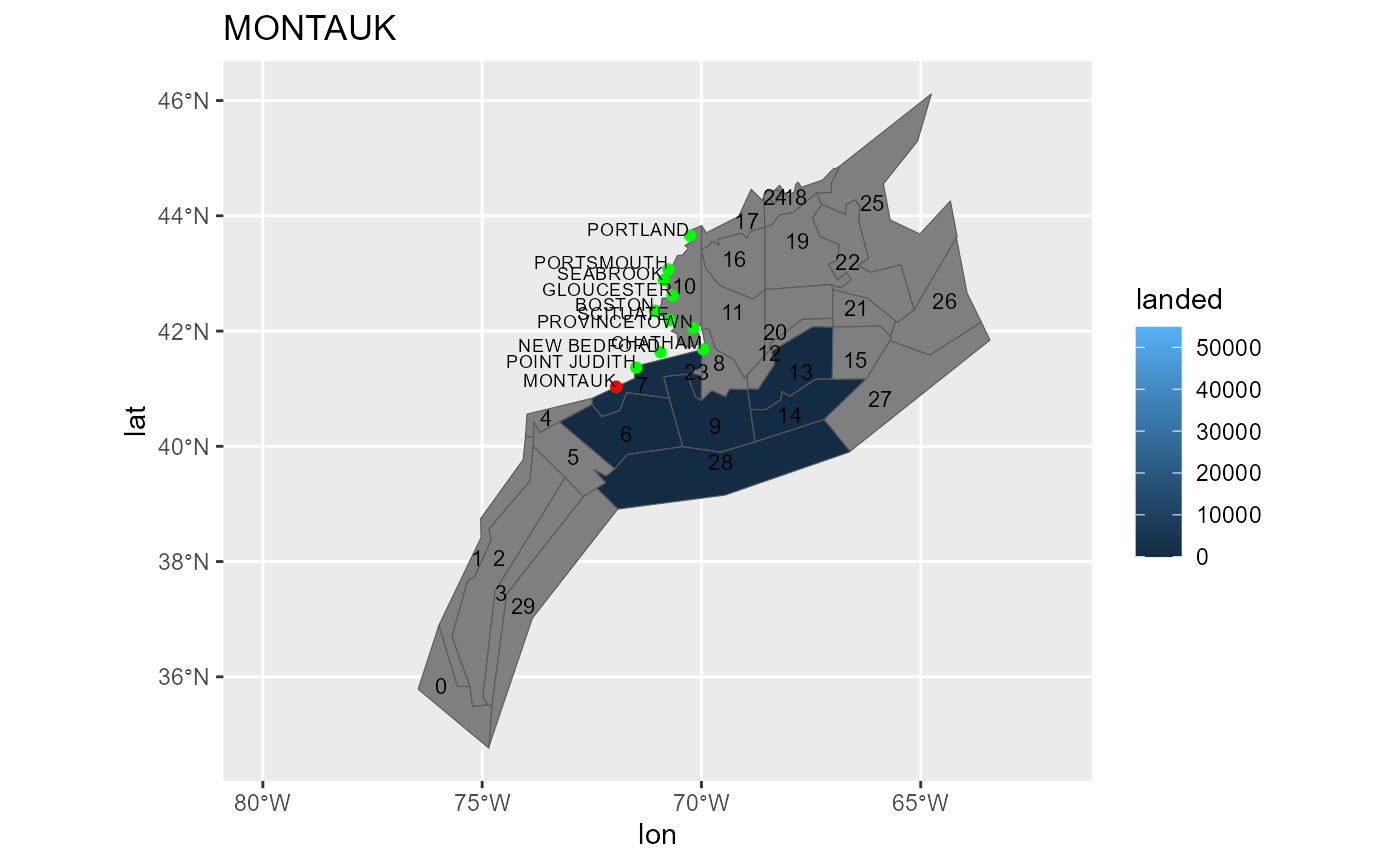 MONTAUK
46°N
44°N
42°N
40°N
38°N
36°N
lat
80°W
75°W
70°W
65°W
lon
PORTLAND
PORTSMOUTH
SEABROOK
GLOUCESTER
BOSTON
SCITUATE
PROVINCETOWN
CHATHAM
NEW BEDFORD
POINT JUDITH
MONTAUK
24
18
25
17
19
16
22
10
26
21
11
20
12
8
15
13
23
7
27
14
4
9
6
5
28
1
2
3
29
0
landed
50000
40000
30000
20000
10000
0